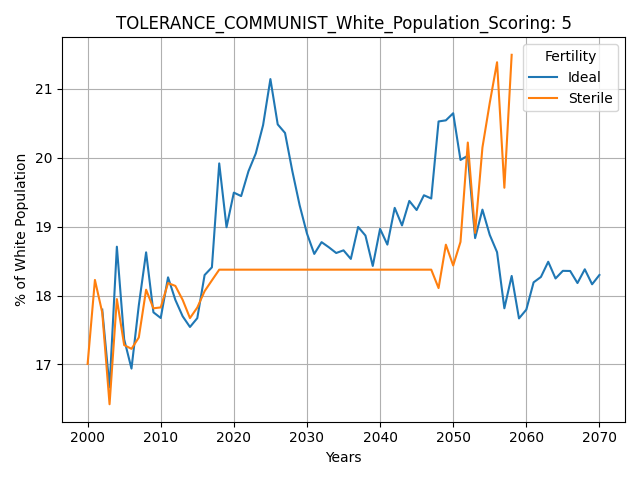 TOLERANCE_COMMUNIST_White_Population_Scoring: 5
Fertility
Ideal
Sterile
% of White Population
21
20
19
18
17
2000 2010 2020 2030 2040 2050 2060 2070
Years